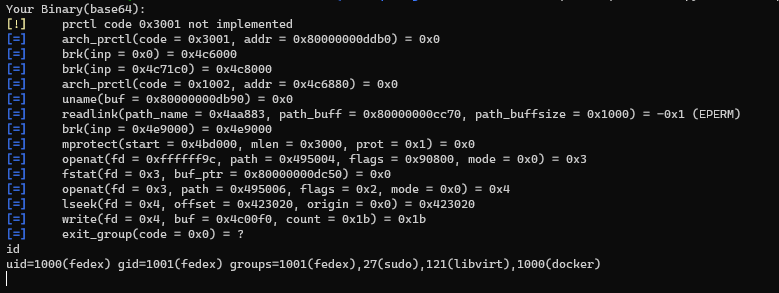 Your Binary(base64):
[!]     prctl code 0x3001 not implemented
[=]     arch_prctl(code = 0x3001, addr = 0x80000000ddb0) = 0x0
[=]     brk(inp = 0x0) = 0x4c6000
[=]     brk(inp = 0x4c71c0) = 0x4c8000
[=]     arch_prctl(code = 0x1002, addr = 0x4c6880) = 0x0
[=]     uname(buf = 0x80000000db90) = 0x0
[=]     readlink(path_name = 0x4aa883, path_buff = 0x80000000cc70, path_buffsize = 0x1000) = -0x1 (EPERM)
[=]     brk(inp = 0x4e9000) = 0x4e9000
[=]     mprotect(start = 0x4bd000, mlen = 0x3000, prot = 0x1) = 0x0
[=]     openat(fd = 0xffffff9c, path = 0x495004, flags = 0x90800, mode = 0x0) = 0x3
[=]     fstat(fd = 0x3, buf_ptr = 0x80000000dc50) = 0x0
[=]     openat(fd = 0x3, path = 0x495006, flags = 0x2, mode = 0x0) = 0x4
[=]     lseek(fd = 0x4, offset = 0x423020, origin = 0x0) = 0x423020
[=]     write(fd = 0x4, buf = 0x4c00f0, count = 0x1b) = 0x1b
[=]     exit_group(code = 0x0) = ?
id
uid=1000(fedex) gid=1001(fedex) groups=1001(fedex),27(sudo),121(libvirt),1000(docker)